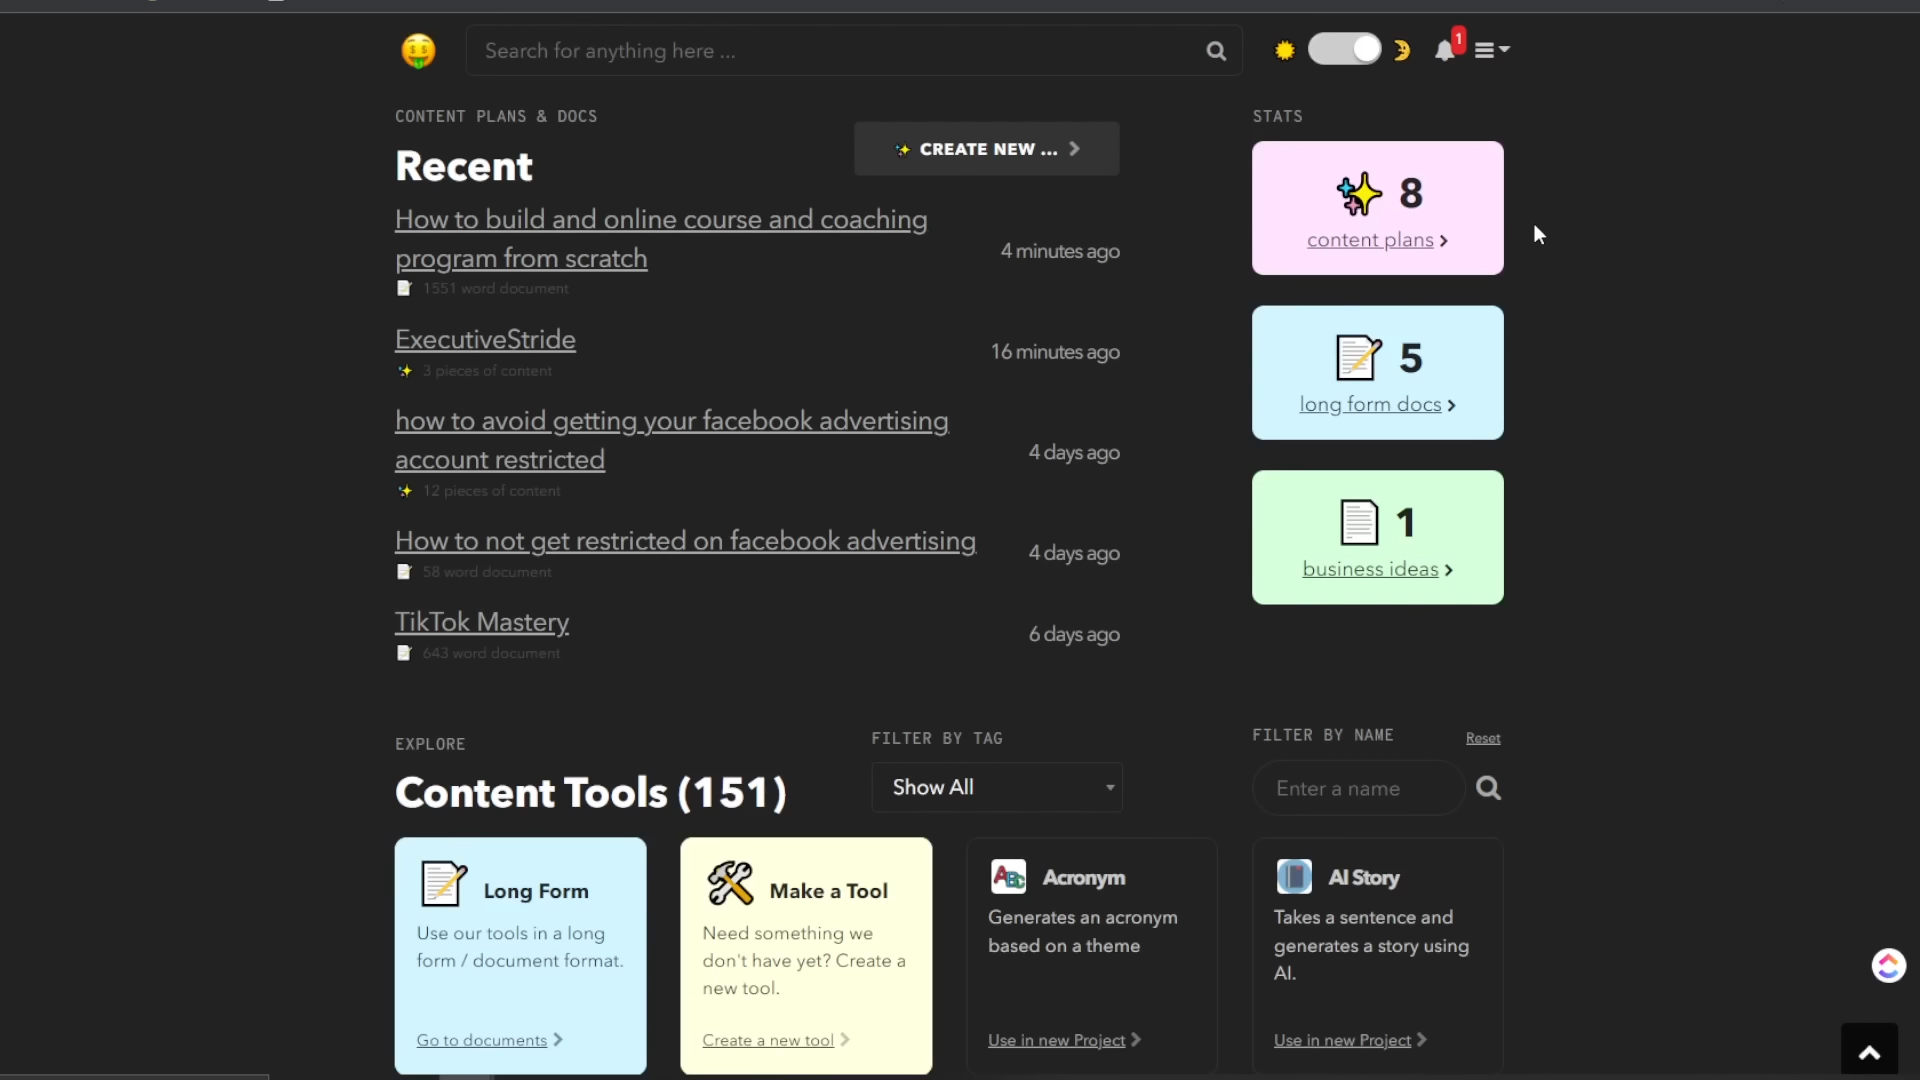 Search for anything here ...
1
CONTENT PLANS & DOCS
Recent
✨ CREATE NEW ...
How to build and online course and coaching
program from scratch
4 minutes ago
1551 word document
ExecutiveStride
16 minutes ago
3 pieces of content
how to avoid getting your facebook advertising
account restricted
4 days ago
12 pieces of content
How to not get restricted on facebook advertising
4 days ago
58 word document
TikTok Mastery
6 days ago
643 word document
STATS
8
content plans
5
long form docs
1
business ideas
EXPLORE
Content Tools (151)
FILTER BY TAG
Show All
FILTER BY NAME
Reset
Enter a name
Long Form
Use our tools in a long
form / document format.
Go to documents
Make a Tool
Need something we
don't have yet? Create a
new tool.
Create a new tool
ABC
Acronym
Generates an acronym
based on a theme
Use in new Project
AI Story
Takes a sentence and
generates a story using
AI.
Use in new Project